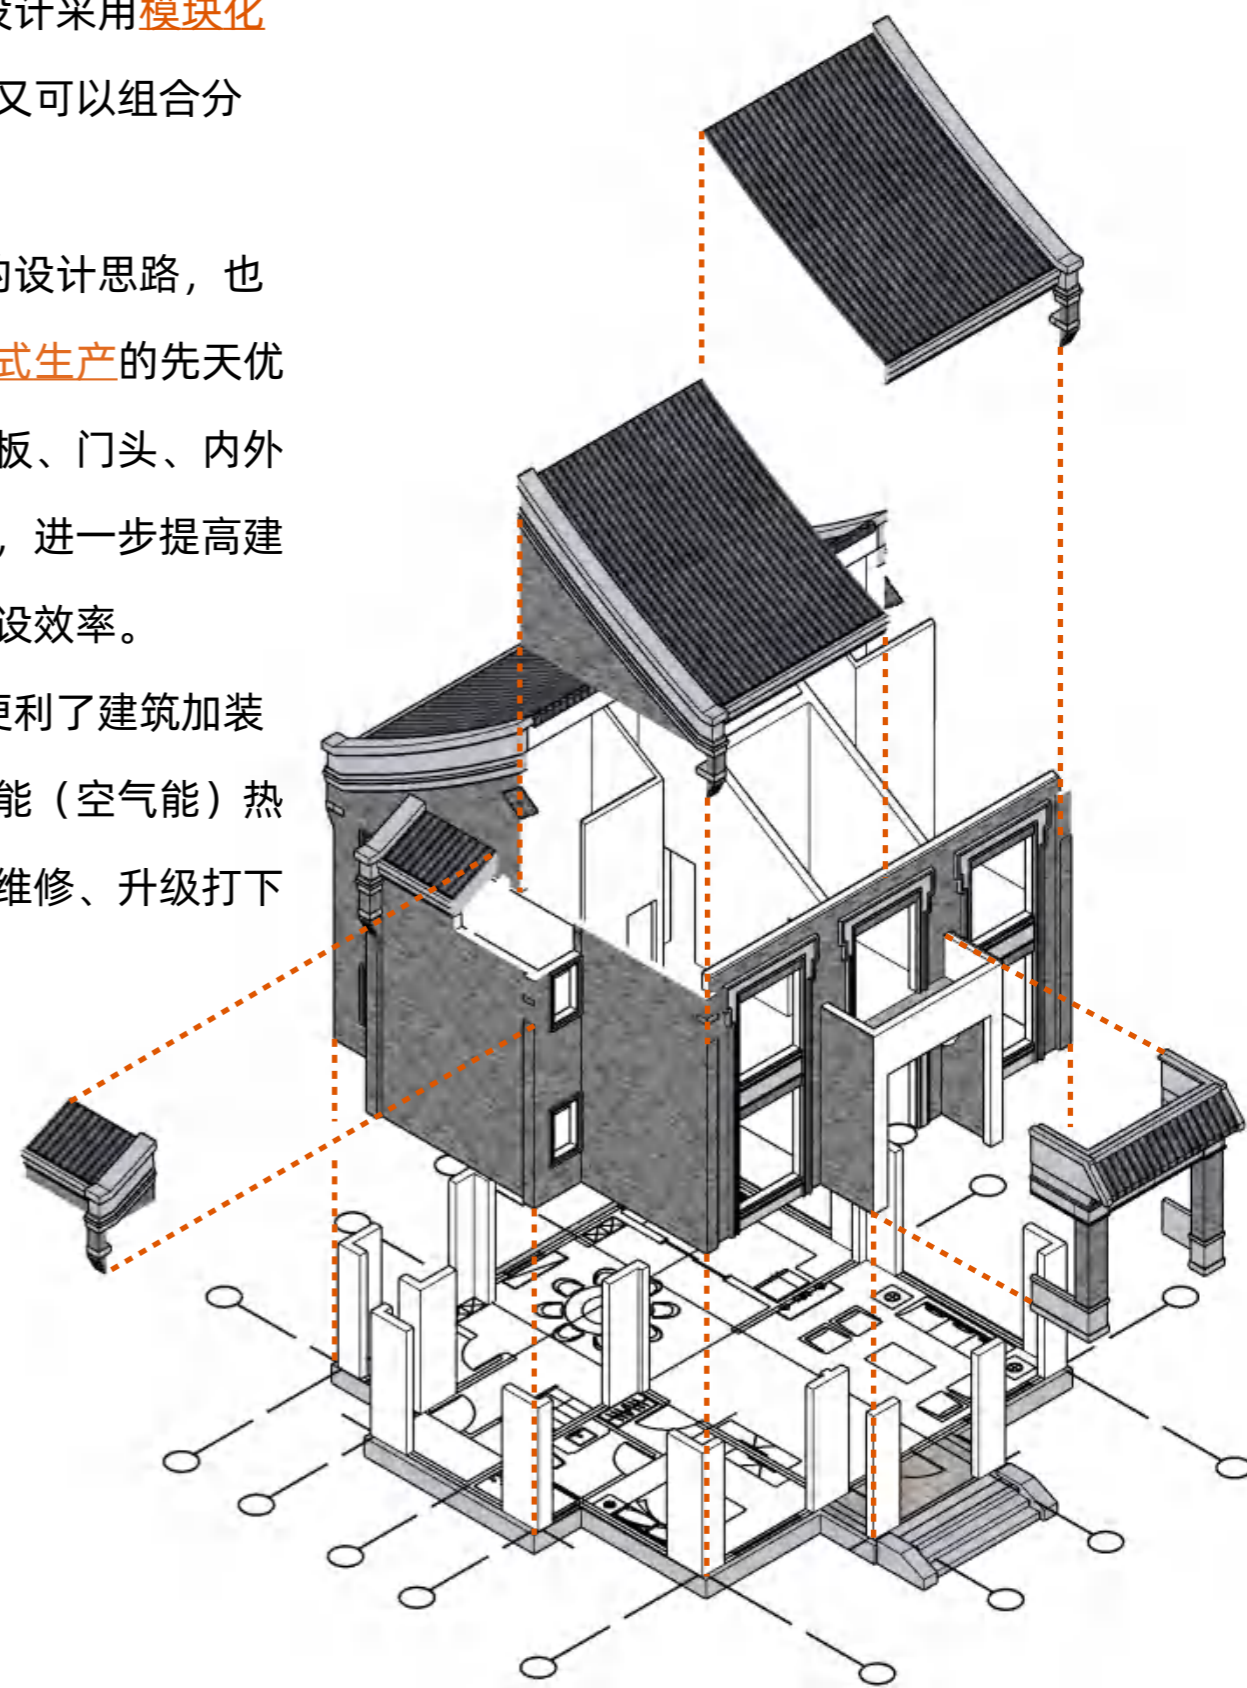 设计采用模块化
又可以组合分
的设计思路，也
式生产的先天优
板、门头、内外
，进一步提高建
设效率。
便利了建筑加装
能（空气能）热
维修、升级打下